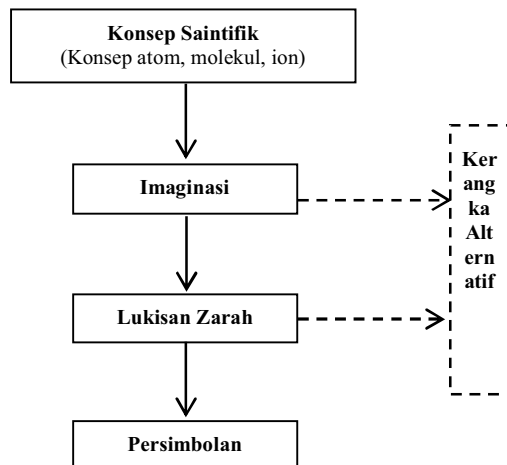 Konsep Saintifik
(Konsep atom, molekul, ion)
Imaginasi
Lukisan Zarah
Persimbolan
Ker
ang
ka
Alt
ern
atif